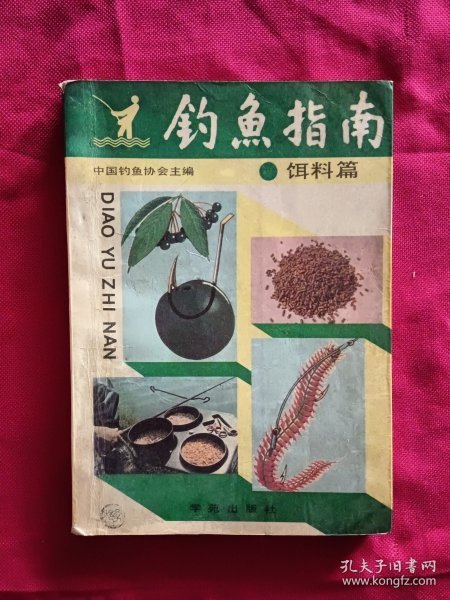 钓魚指南
中国钓鱼协会主编
饵料篇
DIAO YU ZHI NAN
学苑出版社
孔夫子旧书网
www.kongfz.com